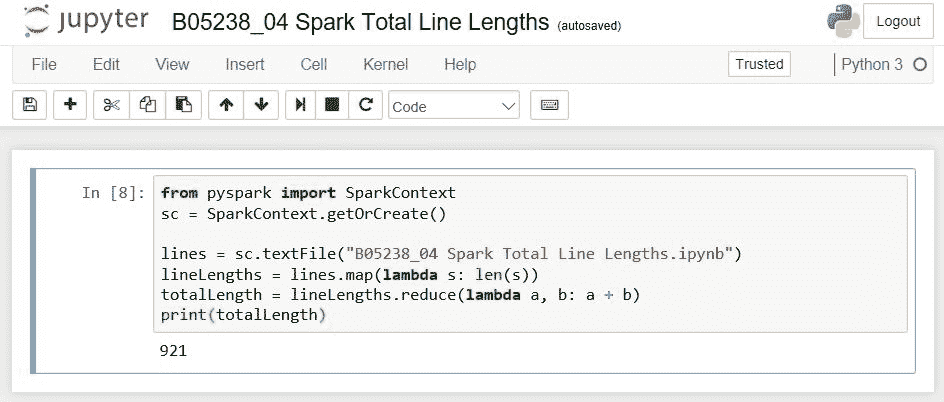 jupyter B05238_04 Spark Total Line Lengths (autosaved) Logout
File Edit View Insert Cell Kernel Help Trusted Python 3
Code
In [8]: from pyspark import SparkContext
sc = SparkContext.getOrCreate()
lines = sc.textFile("B05238_04 Spark Total Line Lengths.ipynb")
lineLengths = lines.map(lambda s: len(s))
totalLength = lineLengths.reduce(lambda a, b: a + b)
print(totalLength)
921